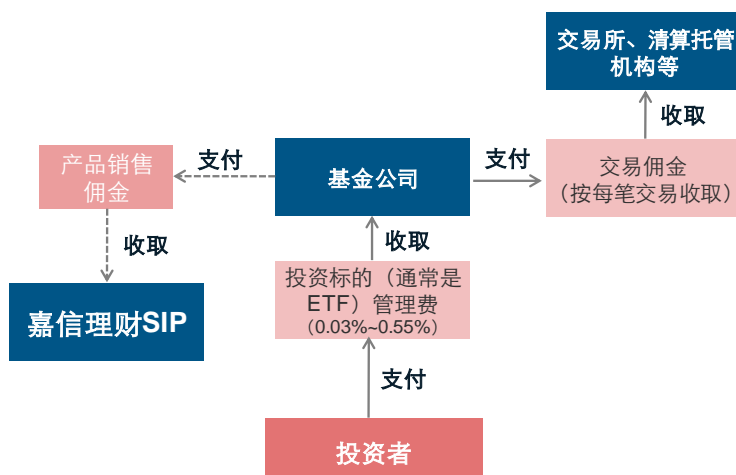 交易所、清算托管
机构等
收取
产品销售
佣金
支付
基金公司
支付
交易佣金
（按每笔交易收取）
收取
收取
投资标的（通常是
ETF）管理费
（0.03%~0.55%）
嘉信理财SIP
支付
投资者